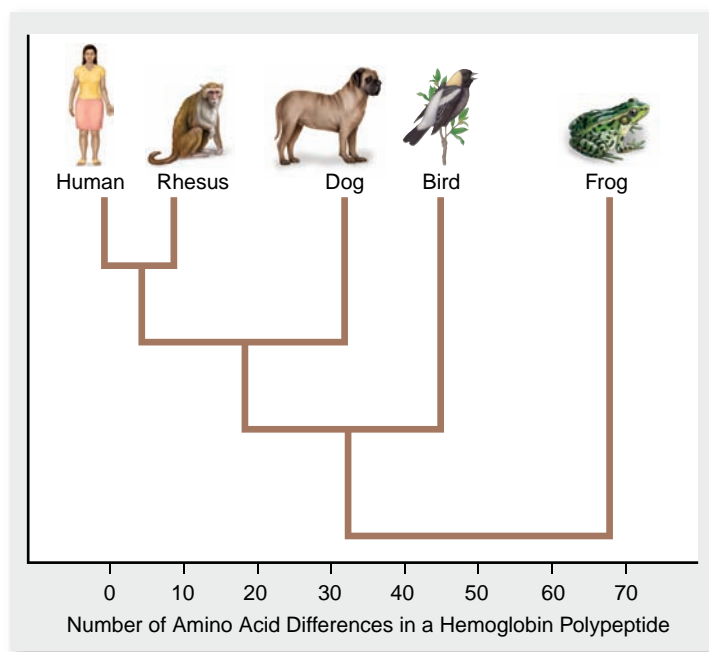 Human Rhesus Dog Bird Frog
0 10 20 30 40 50 60 70
Number of Amino Acid Differences in a Hemoglobin Polypeptide